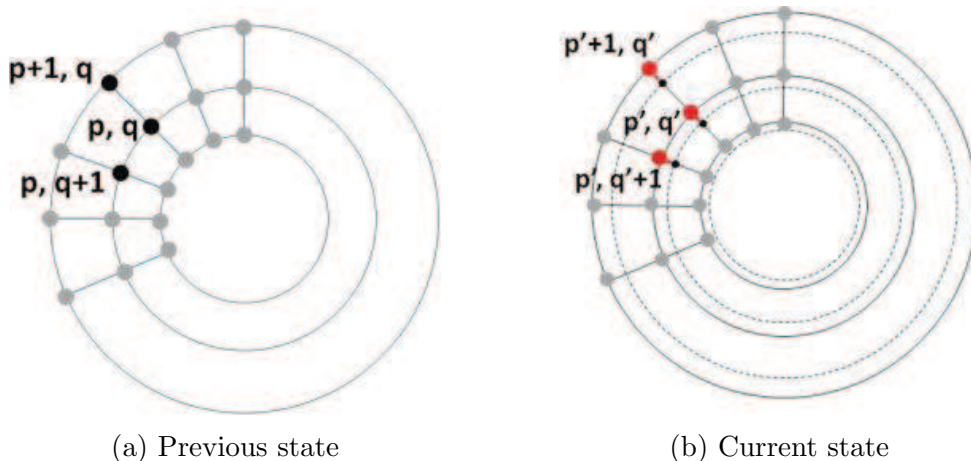 p+1, q
p, q
p, q+1
(a) Previous state
p'+1, q'
p', q'
p', q'+1
(b) Current state